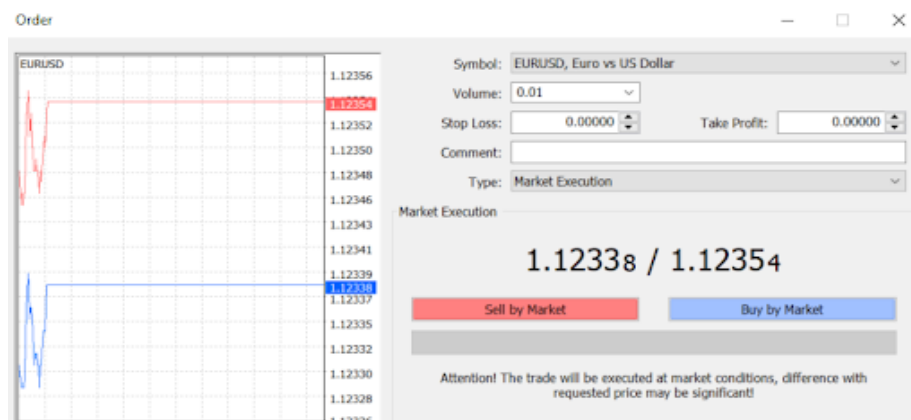 Order
EURUSD
1.12356
1.12354
1.12352
1.12350
1.12348
1.12346
1.12343
1.12341
1.12339
1.12338
1.12337
1.12335
1.12332
1.12330
1.12328
Symbol: EURUSD, Euro vs US Dollar
Volume: 0.01
Stop Loss: 0.00000 Take Profit: 0.00000
Comment:
Type: Market Execution
Market Execution
1.12338 / 1.12354
Sell by Market Buy by Market
Attention! The trade will be executed at market conditions, difference with
requested price may be significant!